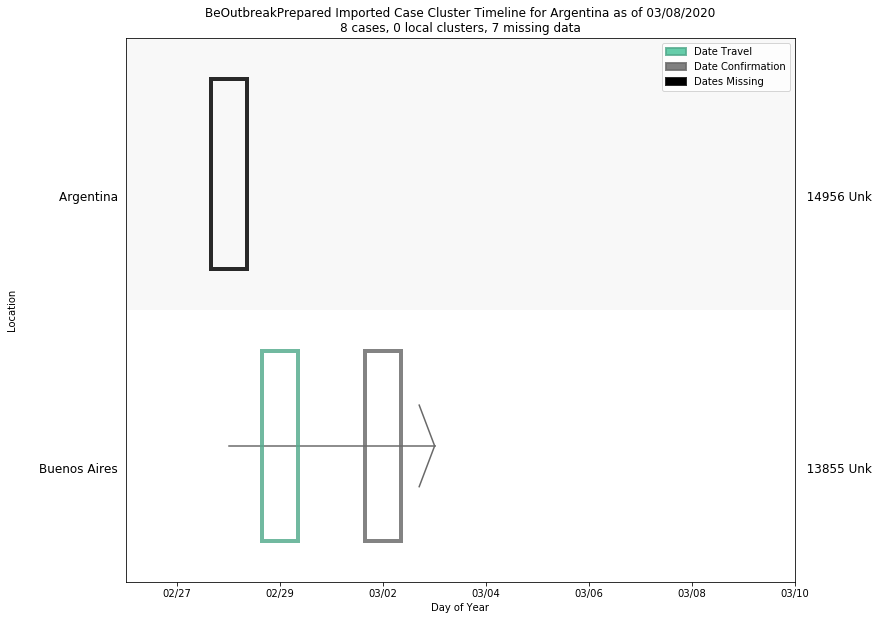 BeOutbreakPrepared Imported Case Cluster Timeline for Argentina as of 03/08/2020
8 cases, 0 local clusters, 7 missing data
Date Travel
Date Confirmation
Dates Missing
Argentina
14956 Unk
Location
Buenos Aires
13855 Unk
02/27
02/29
03/02
03/04
03/06
03/08
03/10
Day of Year